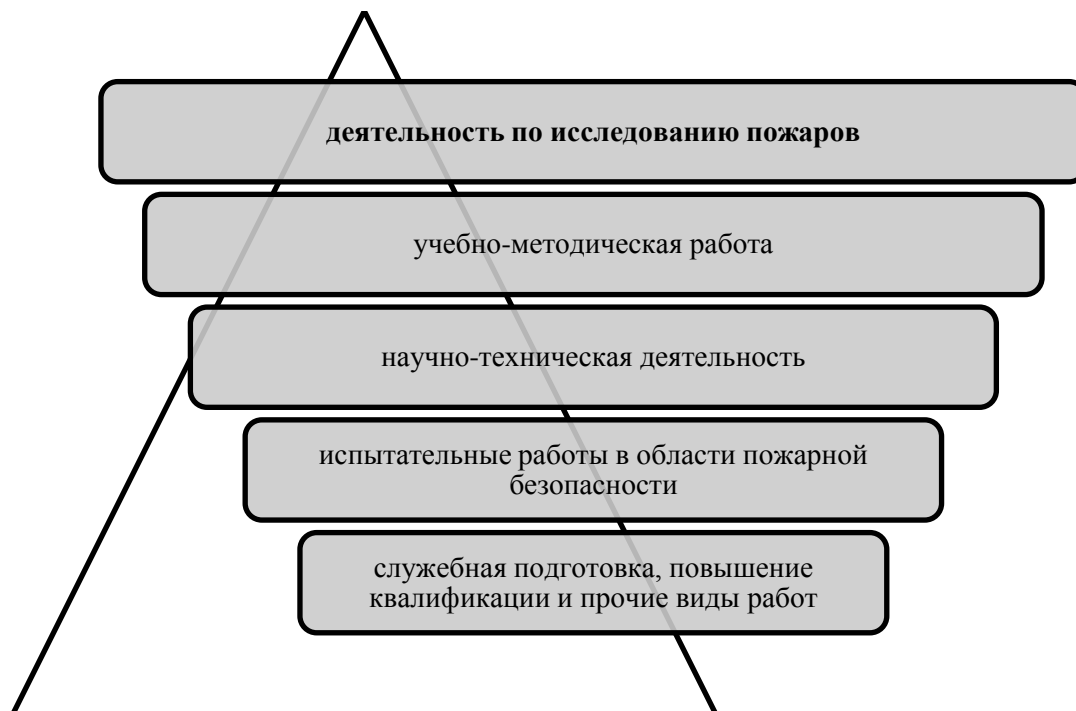 деятельность по исследованию пожаров
учебно-методическая работа
научно-техническая деятельность
испытательные работы в области пожарной
безопасности
служебная подготовка, повышение
квалификации и прочие виды работ